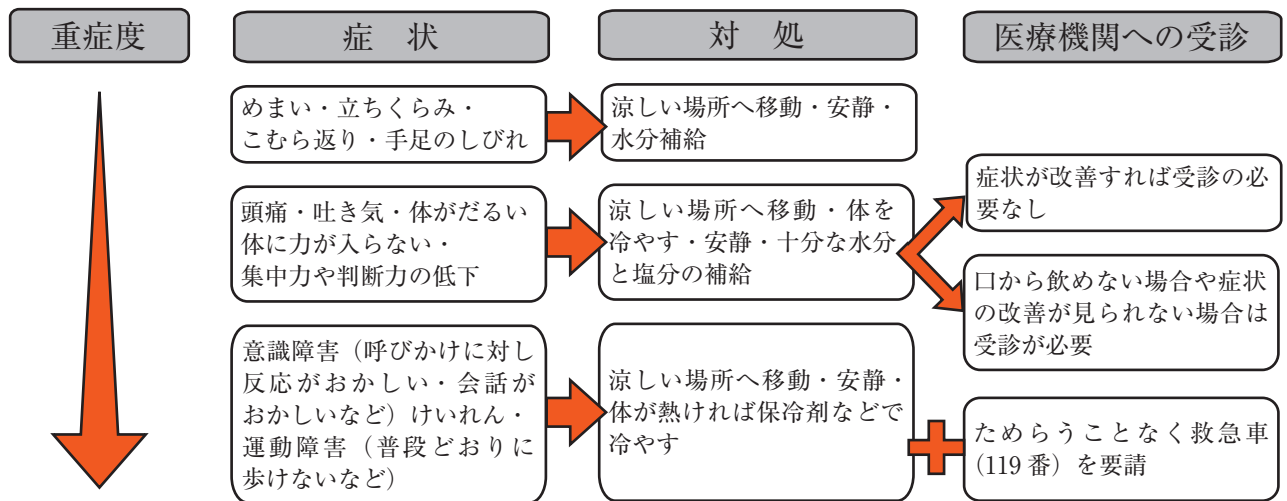 重症度
症　状
対　処
医療機関への受診
めまい・立ちくらみ・
こむら返り・手足のしびれ
涼しい場所へ移動・安静・
水分補給
頭痛・吐き気・体がだるい
体に力が入らない・
集中力や判断力の低下
涼しい場所へ移動・体を
冷やす・安静・十分な水分
と塩分の補給
症状が改善すれば受診の必
要なし
口から飲めない場合や症状
の改善が見られない場合は
受診が必要
意識障害（呼びかけに対し
反応がおかしい・会話が
おかしいなど）けいれん・
運動障害（普段どおりに
歩けないなど）
涼しい場所へ移動・安静・
体が熱ければ保冷剤などで
冷やす
ためらうことなく救急車
(119 番）を要請